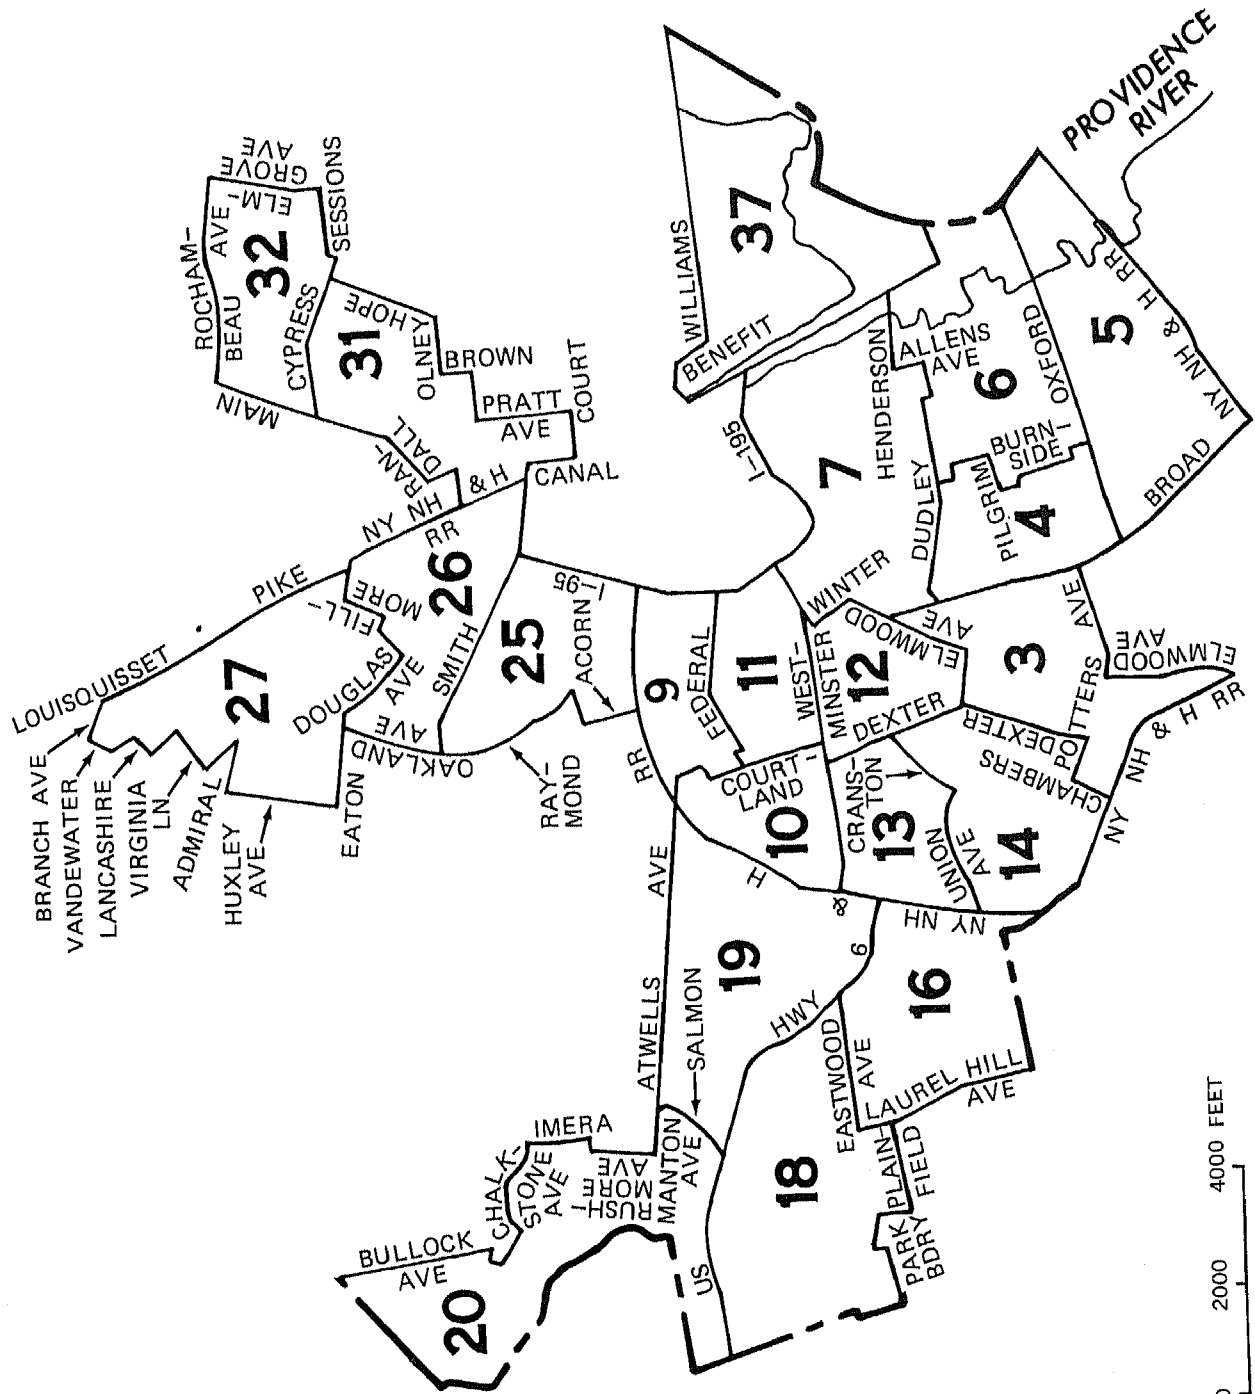 PROVIDENCE
RIVER
ROCHAM-
BEAU AVE
ELM-
GROVE
AVE
32
SESSIONS
CYPRESS
MAIN
31
HOPE
OLNEY
BROWN
PRATT
AVE
COURT
RAN-
DALL
CANAL
NY NH & H
RR
WILLIAMS
37
BENEFIT
I-195
7
HENDERSON
ALLENS
AVE
6
OXFORD
5
NY NH & H RR
BROAD
BURN-
SIDE
PILGRIM
4
DUDLEY
LOUISQUISSET
PIKE
27
FILL-
MORE
26
DOUGLAS
AVE
SMITH
25
I-95
ACORN
OAKLAND
AVE
EATON
RAY-
MOND
BRANCH AVE
VANDEWATER
LANCASHIRE
VIRGINIA
LN
ADMIRAL
HUXLEY
AVE
9
FEDERAL
11
WEST-
MINSTER
WINTER
12
ELMWOOD
AVE
DEXTER
3
POTTERS
AVE
ELMWOOD
AVE
NY NH & H RR
DEXTER
CHAMBERS
COURT-
LAND
10
CRANS-
TON
13
UNION
AVE
14
RR
H
&
NY NH
ATWELLS
AVE
19
SALMON
US
HWY
6
16
EASTWOOD
AVE
LAUREL HILL
AVE
PLAIN-
FIELD
PARK
BDRY
18
MANTON
AVE
RUSH-
MORE
AVE
IMERA
CHALK-
STONE
AVE
BULLOCK
AVE
20
0
2000
4000 FEET